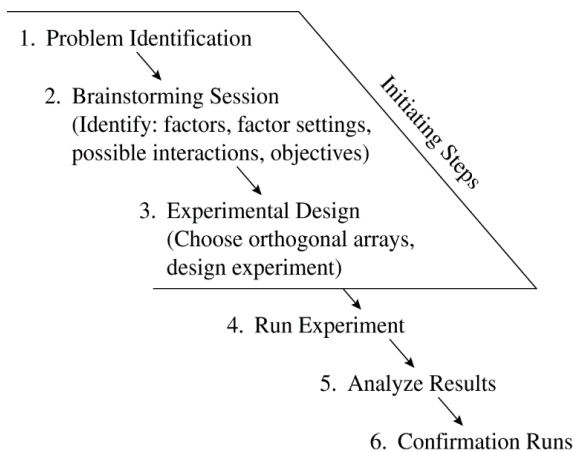 1. Problem Identification
2. Brainstorming Session
(Identify: factors, factor settings,
possible interactions, objectives)
Initiating Steps
3. Experimental Design
(Choose orthogonal arrays,
design experiment)
4. Run Experiment
5. Analyze Results
6. Confirmation Runs